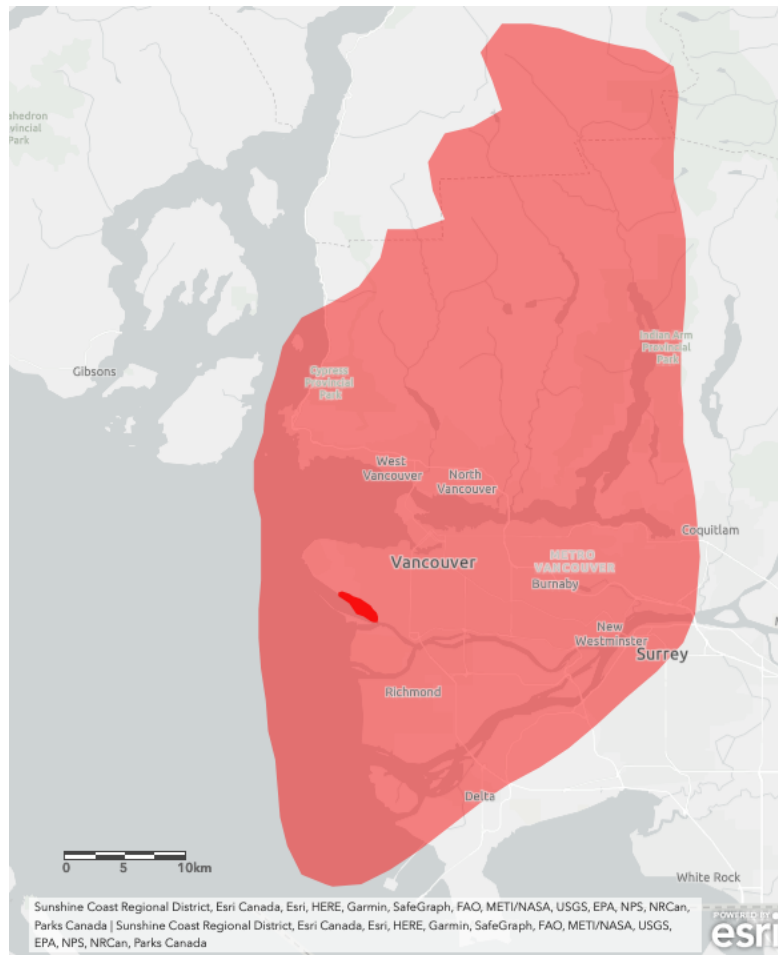 ahedron
vincial
Park
Gibsons
Cypress
Provincial
Park
Indian Arm
Provincial
Park
West
Vancouver
North
Vancouver
Coquitlam
Vancouver
METRO
VANCOUVER
Burnaby
New
Westminster
Surrey
Richmond
Delta
White Rock
0 5 10km
Sunshine Coast Regional District, Esri Canada, Esri, HERE, Garmin, SafeGraph, FAO, METI/NASA, USGS, EPA, NPS, NRCan,
Parks Canada | Sunshine Coast Regional District, Esri Canada, Esri, HERE, Garmin, SafeGraph, FAO, METI/NASA, USGS,
EPA, NPS, NRCan, Parks Canada
POWERED BY
esri